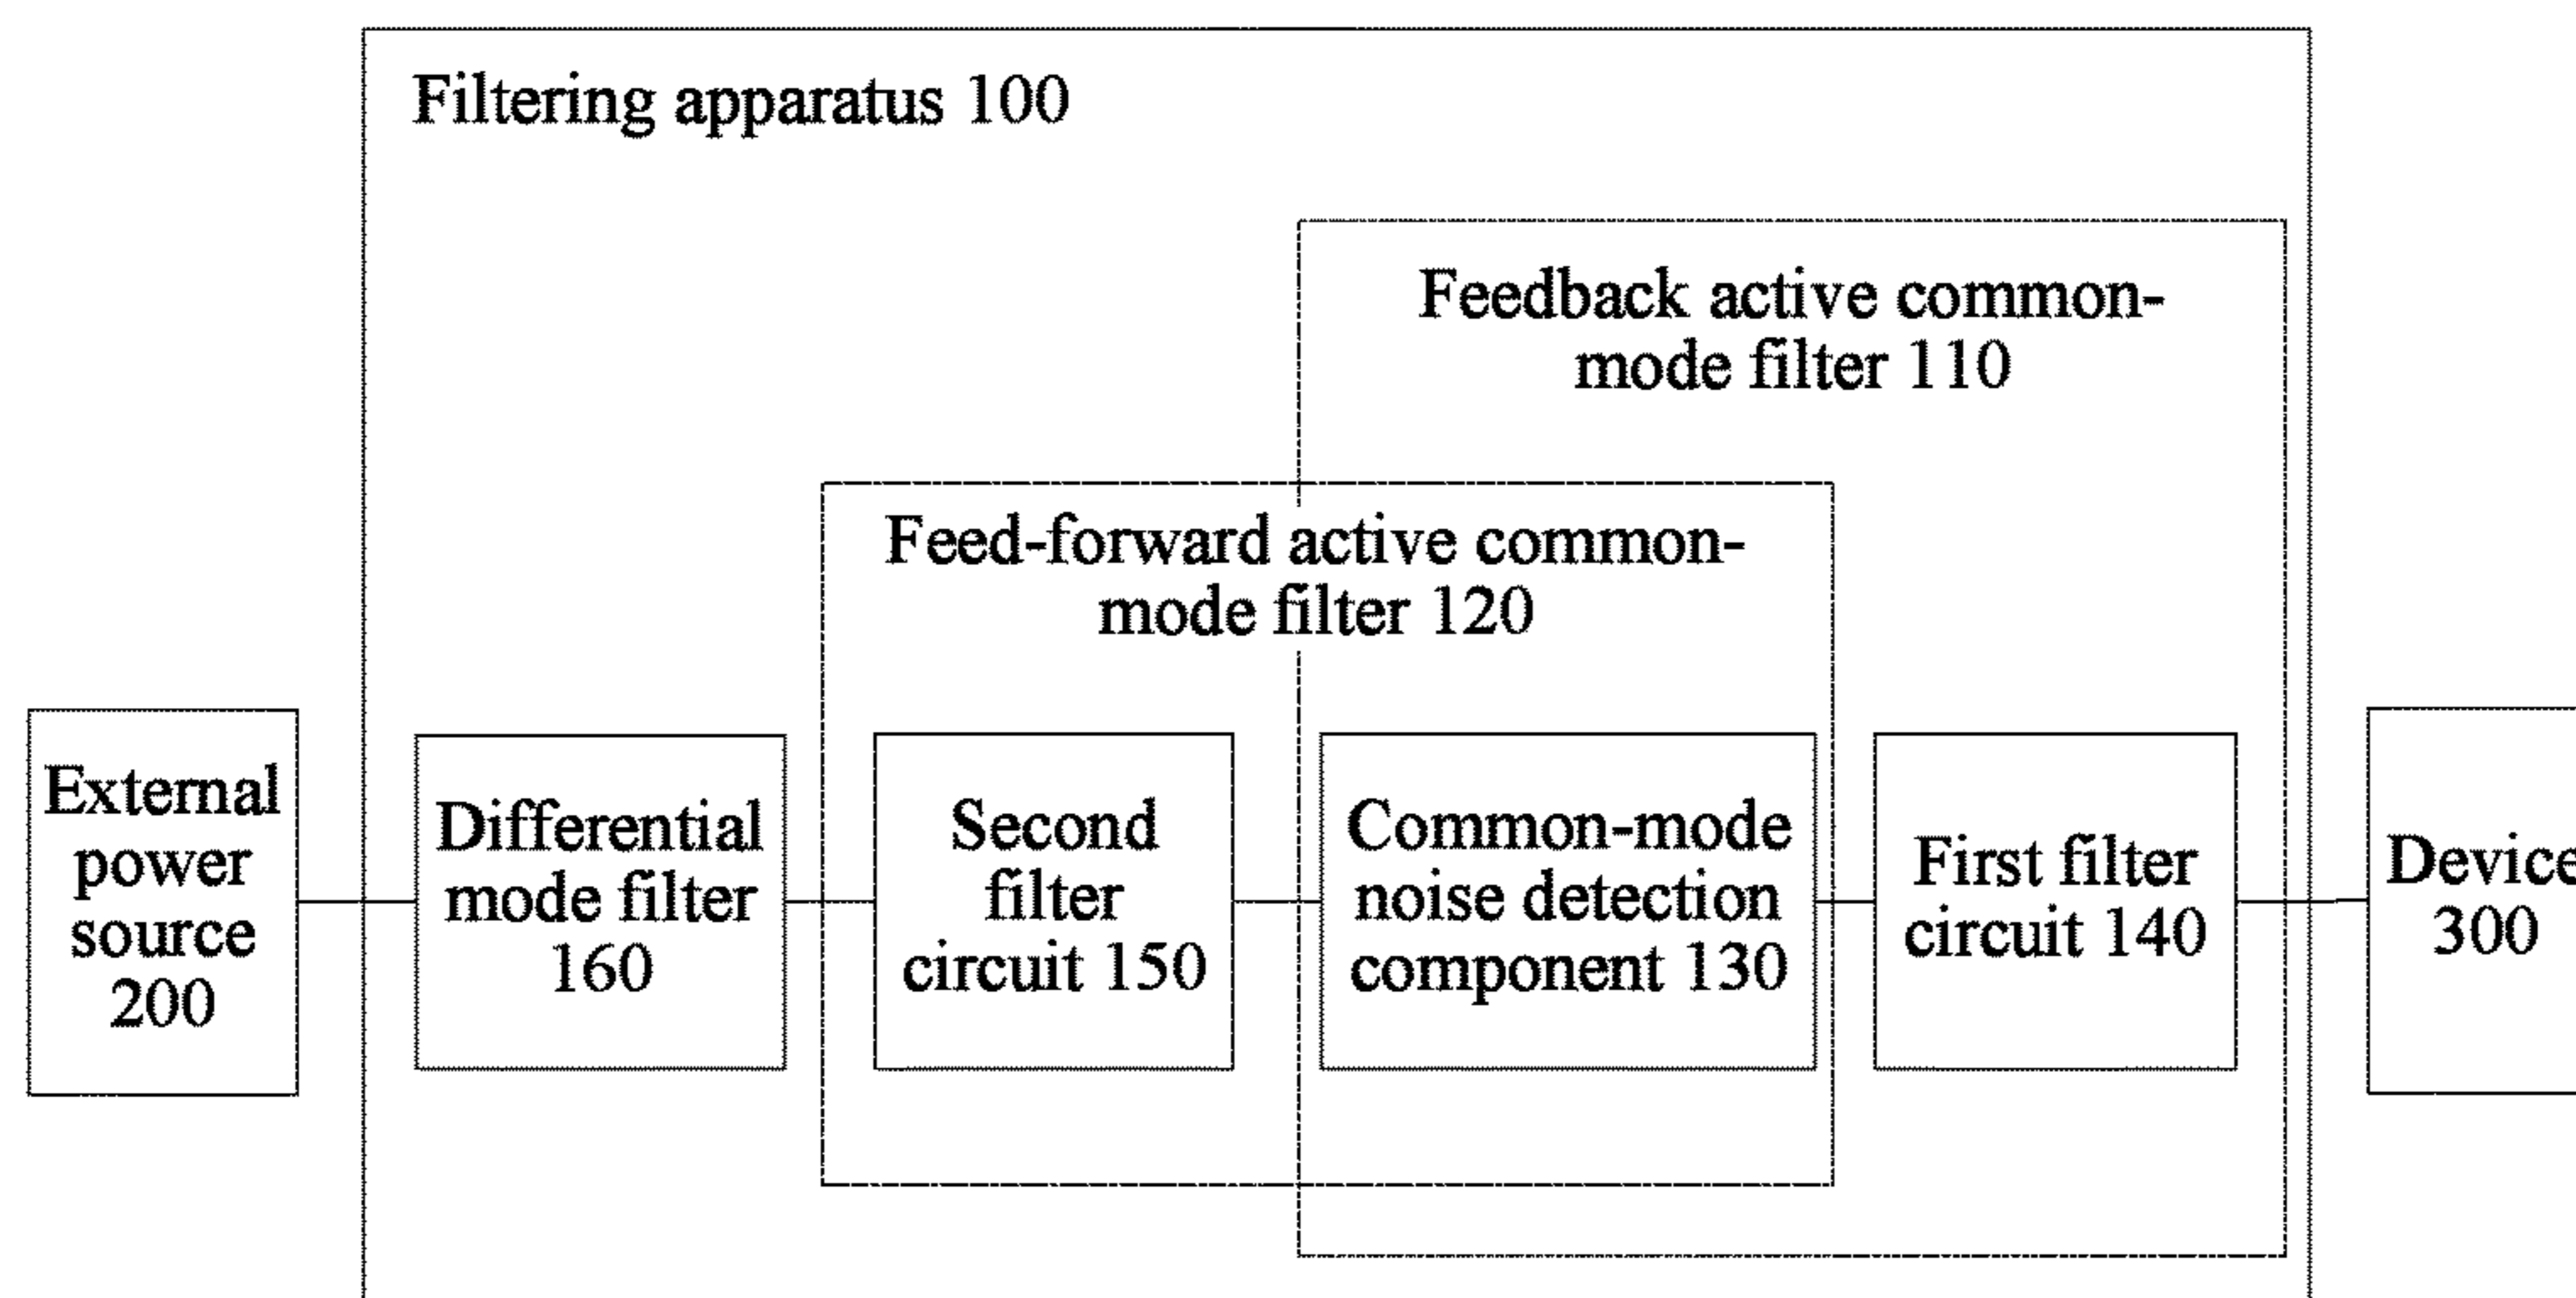 Filtering apparatus 100
Feedback active common-
mode filter 110
Feed-forward active common-
mode filter 120
External
power
source
200
Differential
mode filter
160
Second
filter
circuit 150
Common-mode
noise detection
component 130
First filter
circuit 140
Device
300